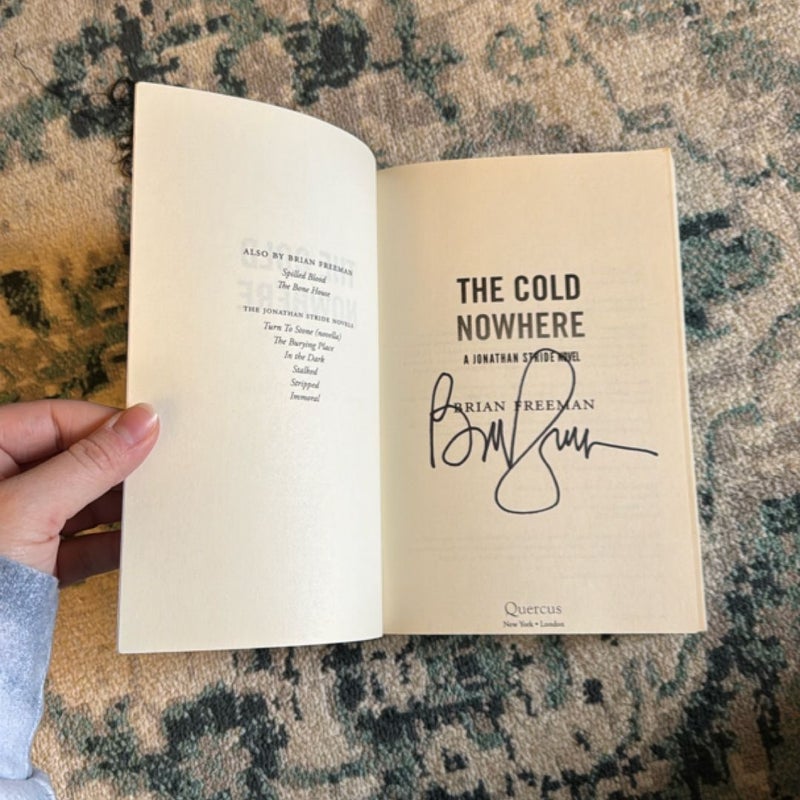 ALSO BY BRIAN FREEMAN
Spilled Blood
The Bone House
THE JONATHAN STRIDE NOVELS
Turn To Stone (novella)
The Burying Place
In the Dark
Stalked
Stripped
Immoral
THE COLD
NOWHERE
A JONATHAN STRIDE NOVEL
BRIAN FREEMAN
Quercus
New York • London